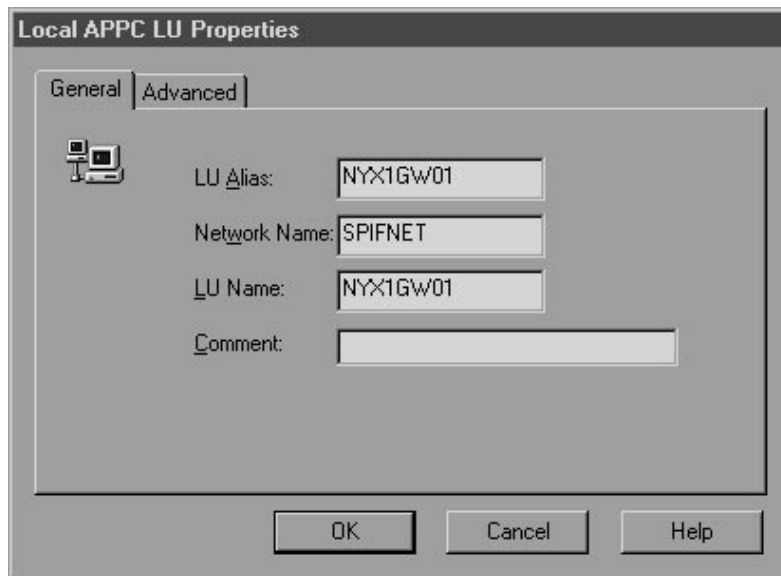 Local APPC LU Properties
General Advanced
LU Alias: NYX1GW01
Network Name: SPIFNET
LU Name: NYX1GW01
Comment:
OK Cancel Help